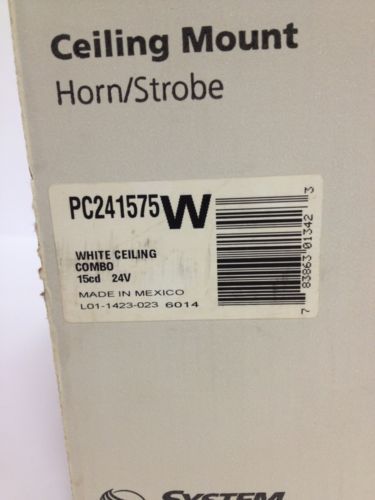 Ceiling Mount
Horn/Strobe
PC241575W
WHITE CEILING
COMBO
15cd 24V
MADE IN MEXICO
L01-1423-023 6014
7 83863 01342 3
SYSTEM